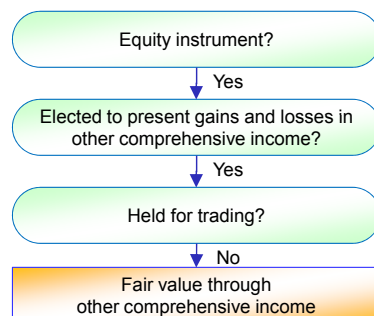 Equity instrument?
Yes
Elected to present gains and losses in
other comprehensive income?
Yes
Held for trading?
No
Fair value through
other comprehensive income